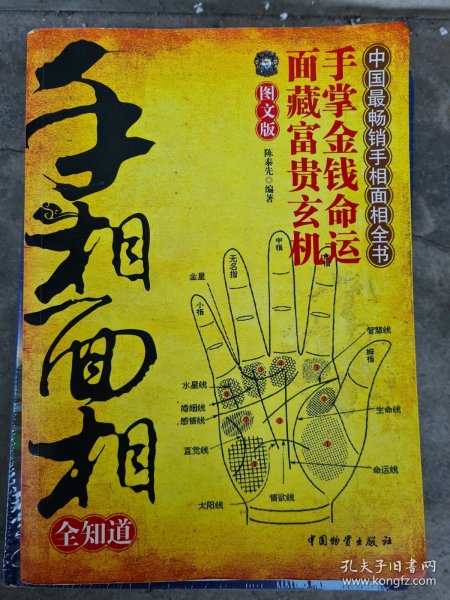 中国最畅销手相面相全书
手掌金钱命运
面藏富贵玄机
图文版
陈泰先◎编著
手相面相
全知道
中指
无名指
食指
金星
小指
智慧线
拇指
水星线
婚姻线
感情线
生命线
直觉线
命运线
太阳线
情欲线
中国物资出版社
孔夫子旧书网
www.kongfz.com